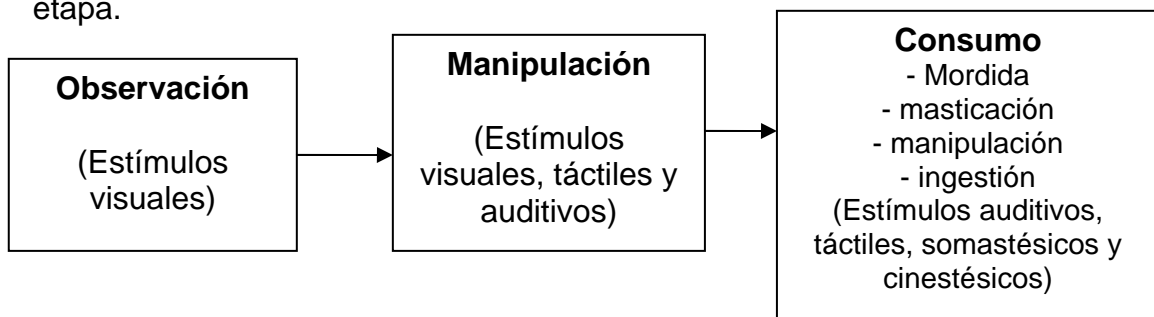 etapa.
Observación
(Estímulos
visuales)
Manipulación
(Estímulos
visuales, táctiles y
auditivos)
Consumo
- Mordida
- masticación
- manipulación
- ingestión
(Estímulos auditivos,
táctiles, somastésicos y
cinestésicos)